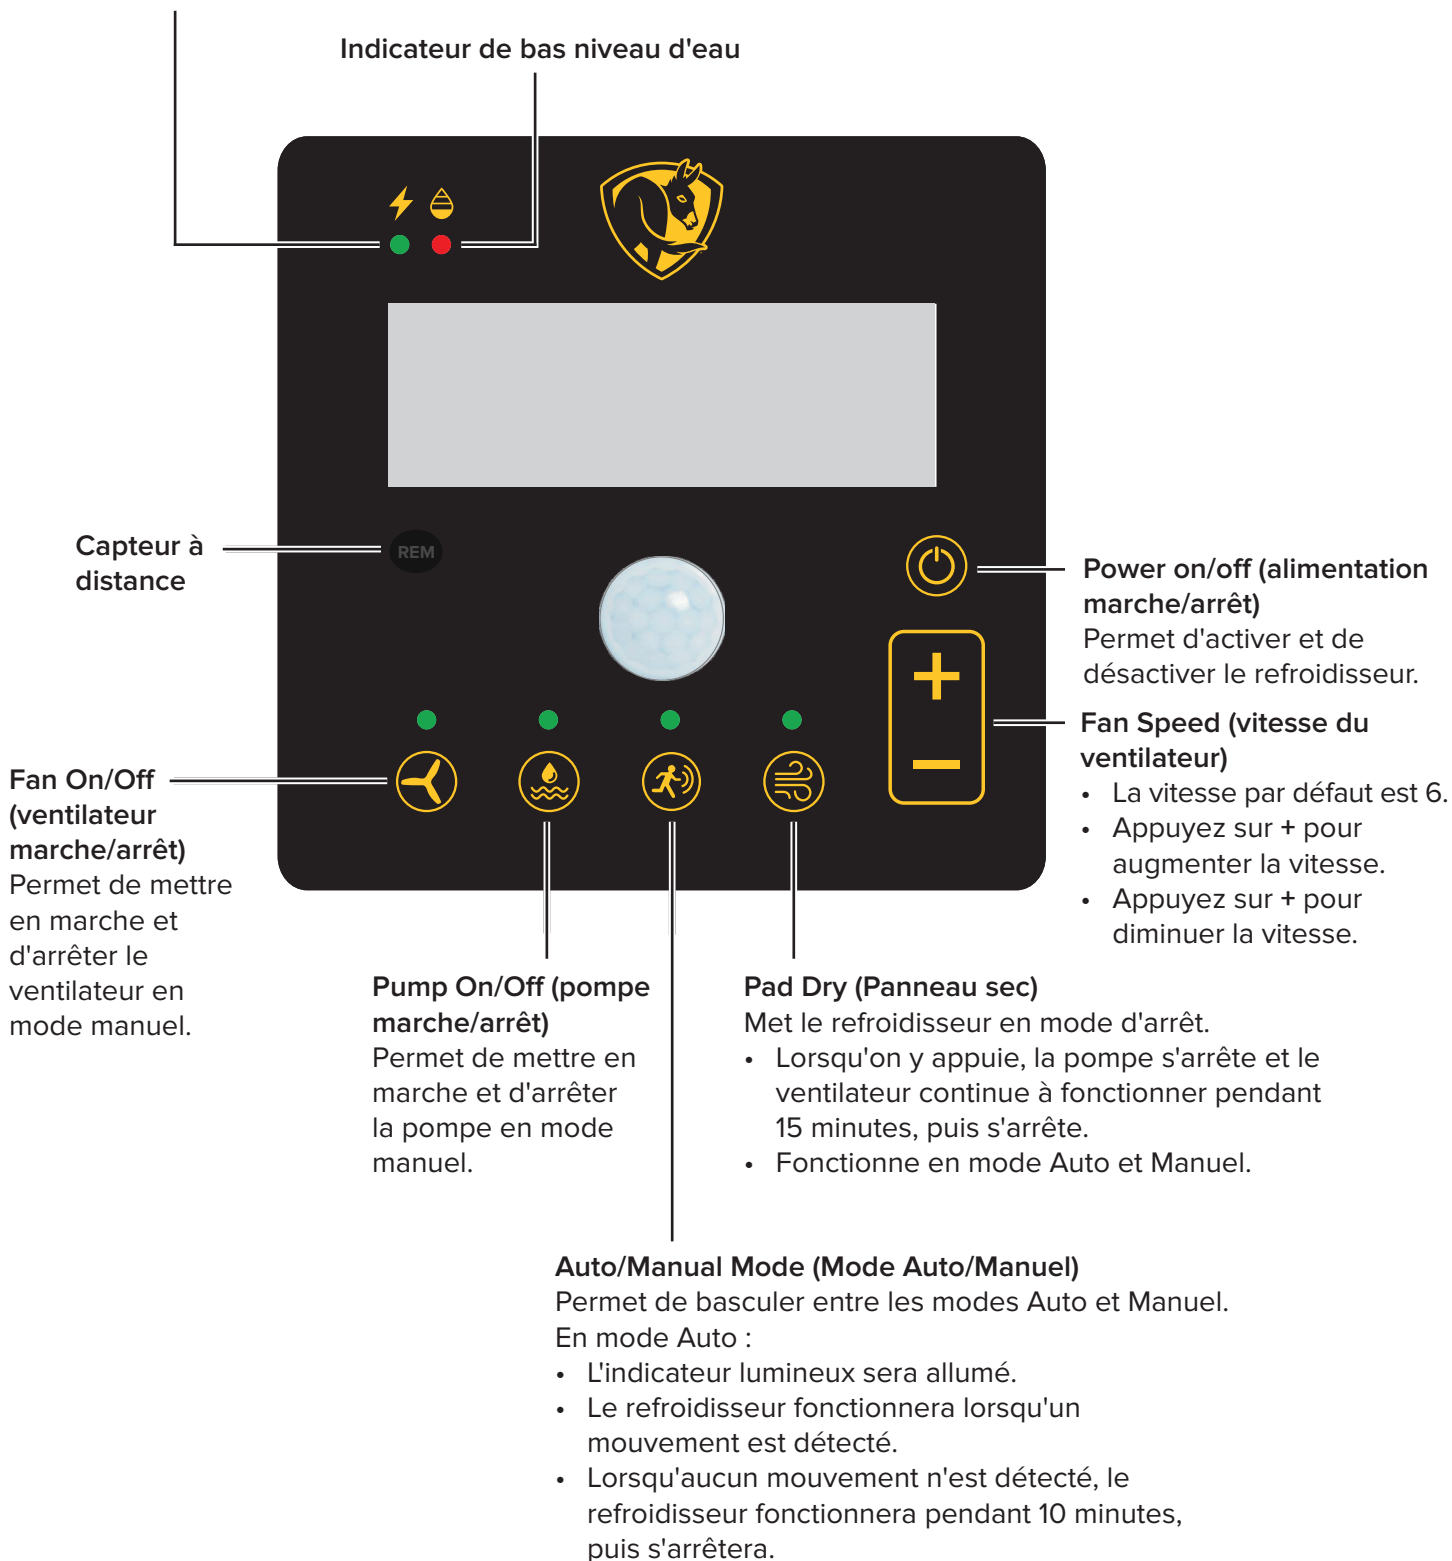 Indicateur de bas niveau d'eau
REM
Capteur à
distance
Power on/off (alimentation
marche/arrêt)
Permet d'activer et de
désactiver le refroidisseur.
Fan Speed (vitesse du
ventilateur)
• La vitesse par défaut est 6.
• Appuyez sur + pour
augmenter la vitesse.
• Appuyez sur + pour
diminuer la vitesse.
Fan On/Off
(ventilateur
marche/arrêt)
Permet de mettre
en marche et
d'arrêter le
ventilateur en
mode manuel.
Pump On/Off (pompe
marche/arrêt)
Permet de mettre en
marche et d'arrêter
la pompe en mode
manuel.
Pad Dry (Panneau sec)
Met le refroidisseur en mode d'arrêt.
• Lorsqu'on y appuie, la pompe s'arrête et le
ventilateur continue à fonctionner pendant
15 minutes, puis s'arrête.
• Fonctionne en mode Auto et Manuel.
Auto/Manual Mode (Mode Auto/Manuel)
Permet de basculer entre les modes Auto et Manuel.
En mode Auto :
• L'indicateur lumineux sera allumé.
• Le refroidisseur fonctionnera lorsqu'un
mouvement est détecté.
• Lorsqu'aucun mouvement n'est détecté, le
refroidisseur fonctionnera pendant 10 minutes,
puis s'arrêtera.